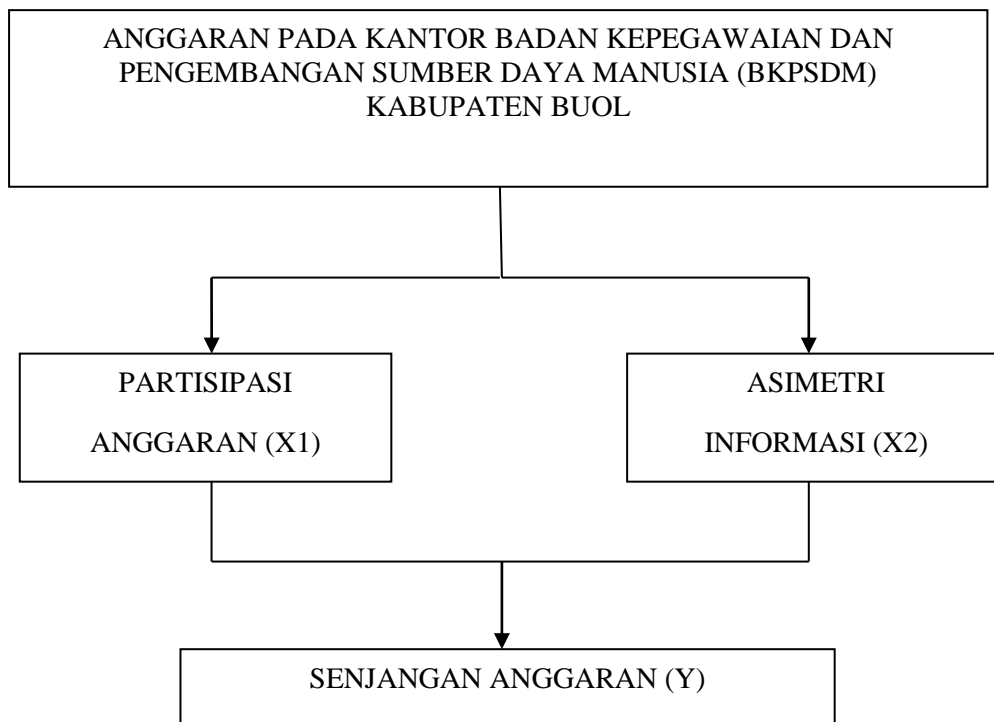 ANGGARAN PADA KANTOR BADAN KEPEGAWAIAN DAN
PENGEMBANGAN SUMBER DAYA MANUSIA (BKPSDM)
KABUPATEN BUOL
PARTISIPASI
ANGGARAN (X1)
ASIMETRI
INFORMASI (X2)
SENJANGAN ANGGARAN (Y)